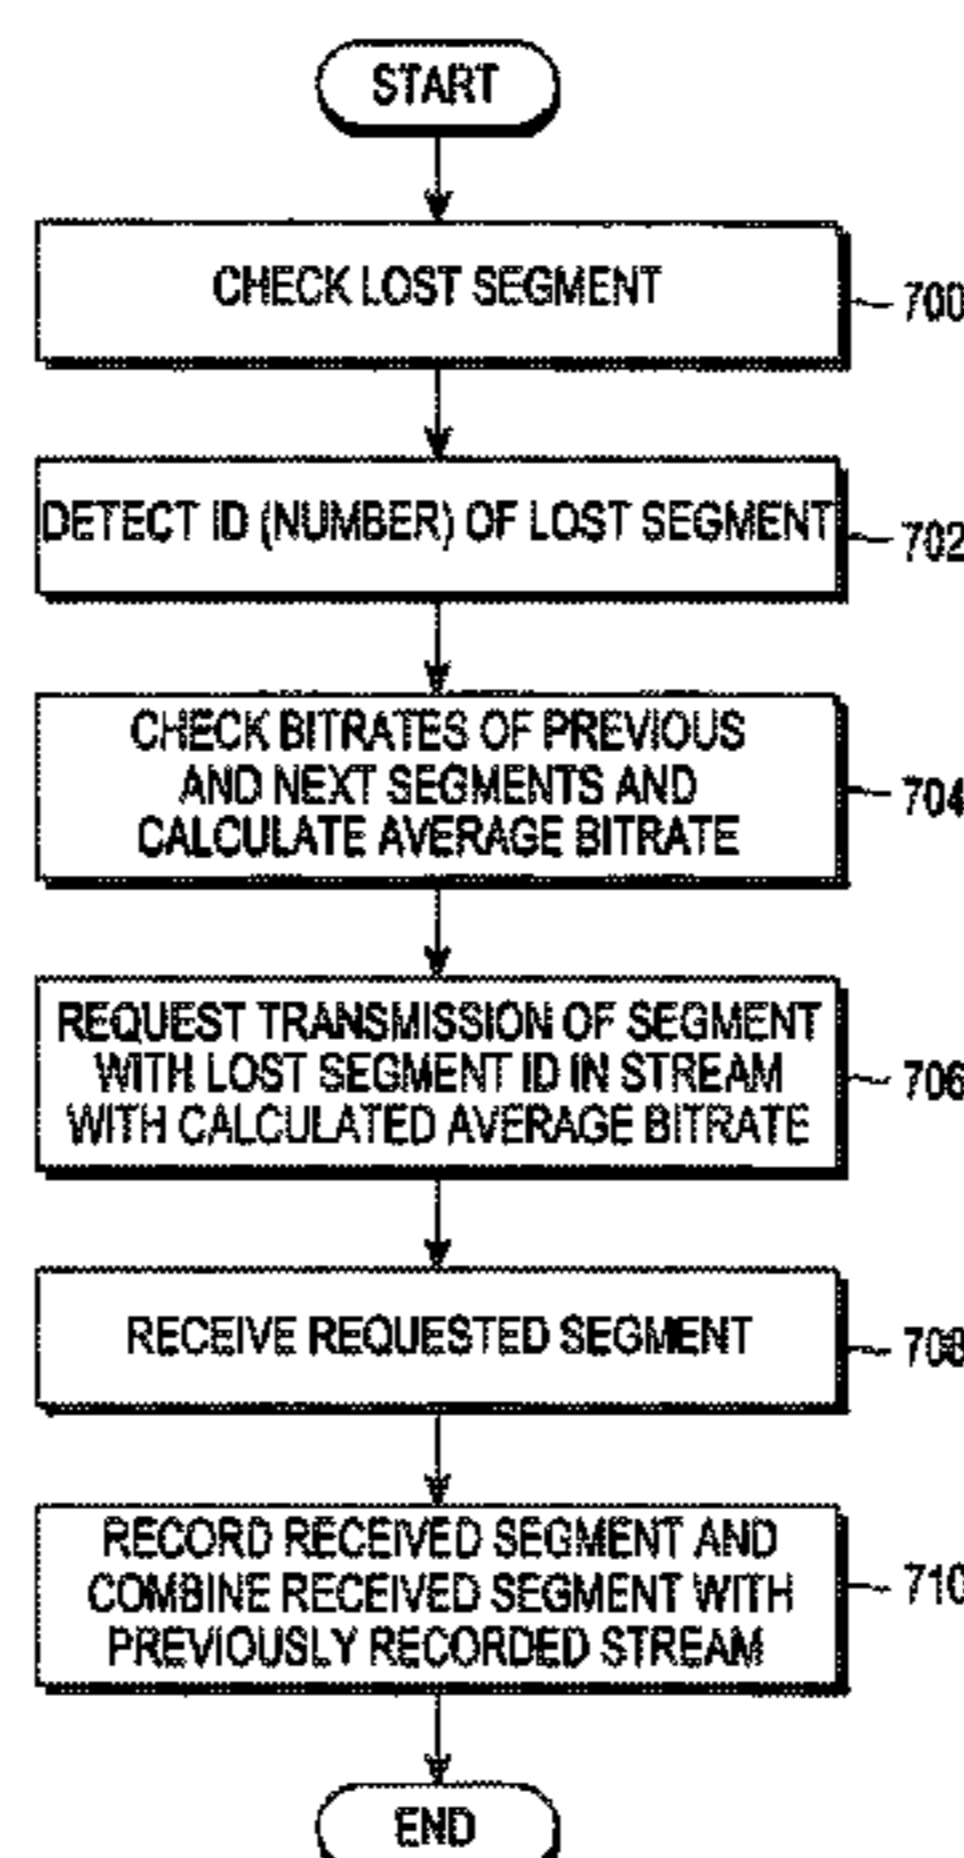 START
CHECK LOST SEGMENT
700
DETECT ID (NUMBER) OF LOST SEGMENT
702
CHECK BITRATES OF PREVIOUS
AND NEXT SEGMENTS AND
CALCULATE AVERAGE BITRATE
704
REQUEST TRANSMISSION OF SEGMENT
WITH LOST SEGMENT ID IN STREAM
WITH CALCULATED AVERAGE BITRATE
706
RECEIVE REQUESTED SEGMENT
708
RECORD RECEIVED SEGMENT AND
COMBINE RECEIVED SEGMENT WITH
PREVIOUSLY RECORDED STREAM
710
END